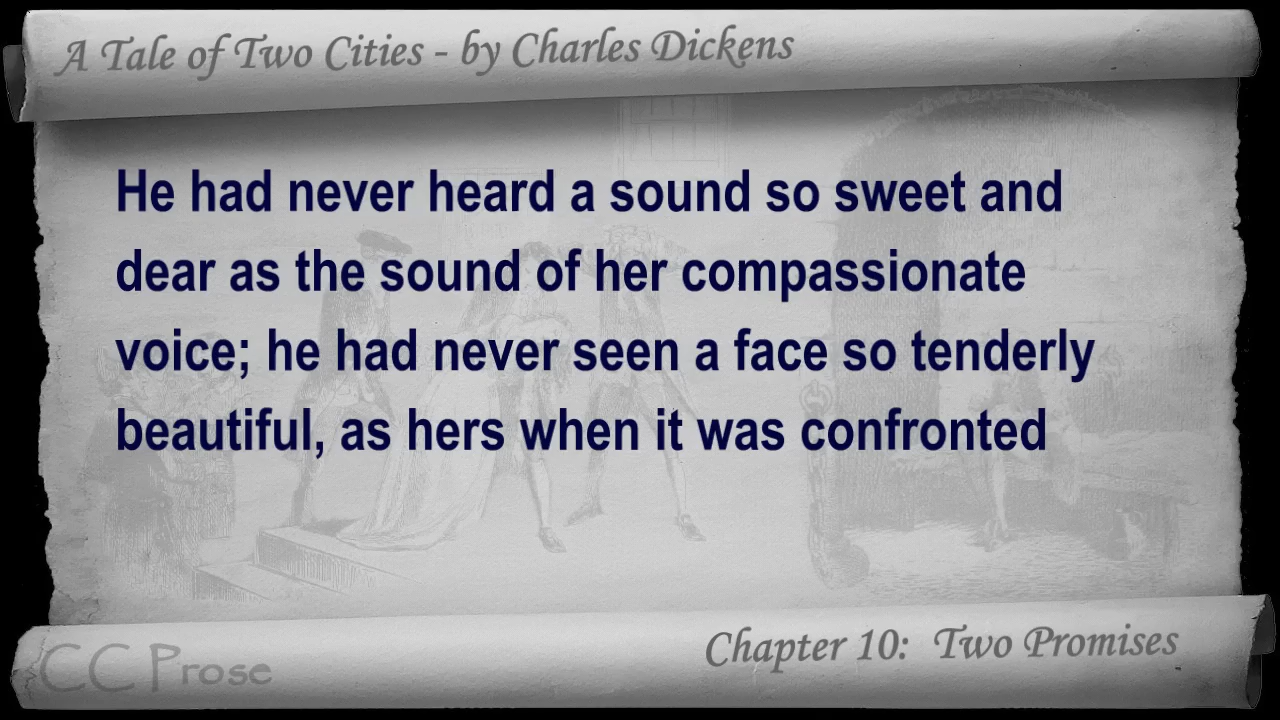 A Tale of Two Cities - by Charles Dickens
He had never heard a sound so sweet and
dear as the sound of her compassionate
voice; he had never seen a face so tenderly
beautiful, as hers when it was confronted
Chapter 10: Two Promises
CC Prose